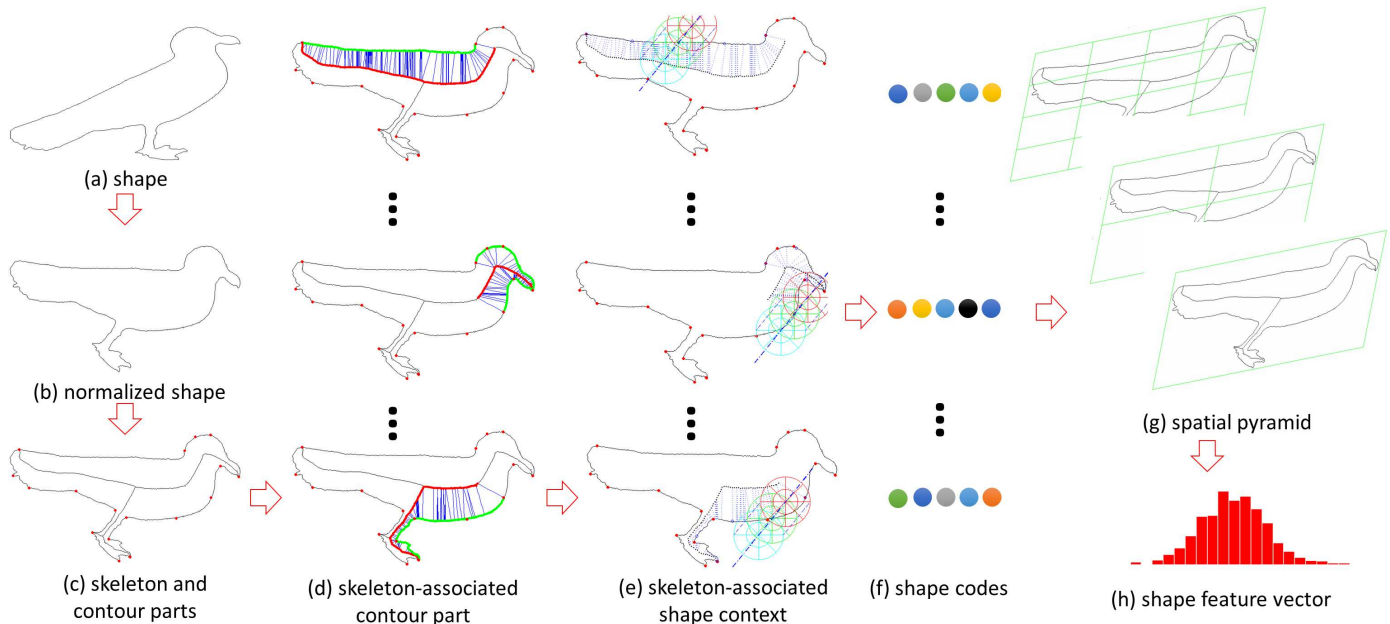 (a) shape
(b) normalized shape
(c) skeleton and
contour parts
(d) skeleton-associated
contour part
(e) skeleton-associated
shape context
(f) shape codes
(g) spatial pyramid
(h) shape feature vector